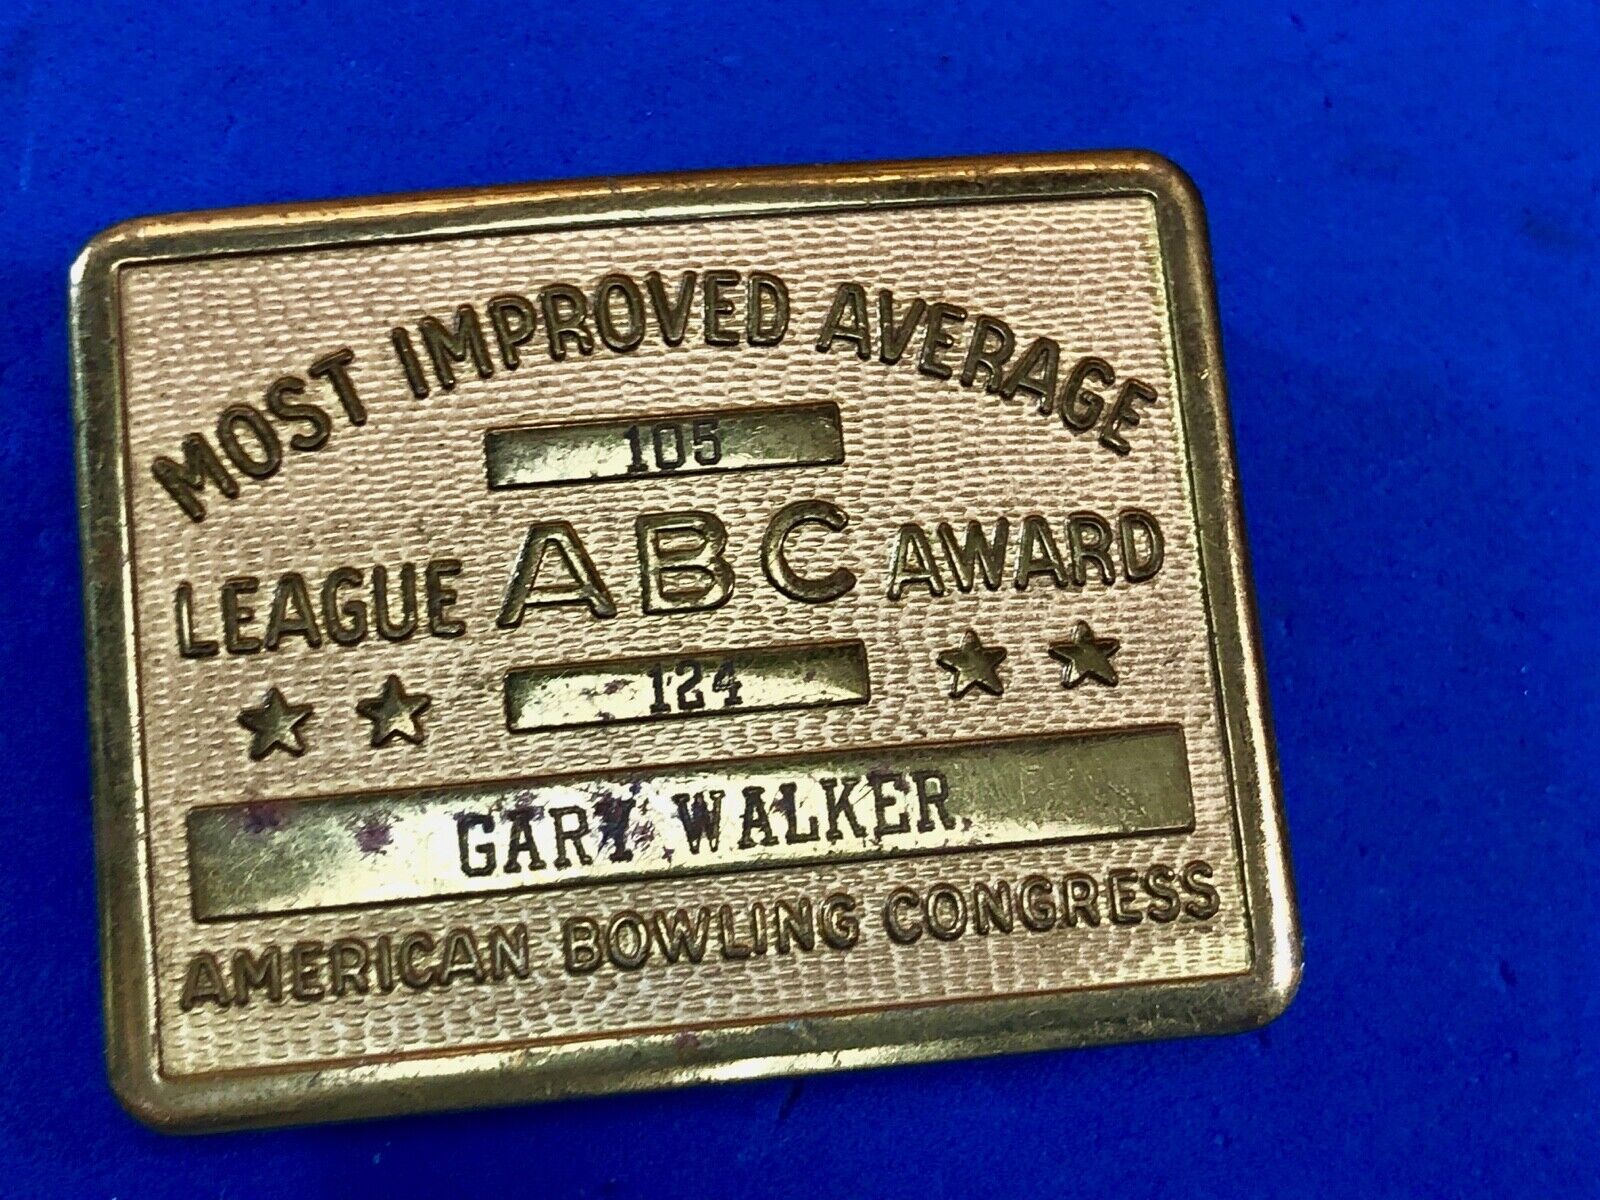 MOST IMPROVED AVERAGE
105
LEAGUE ABC AWARD
124
GARY WALKER
AMERICAN BOWLING CONGRESS